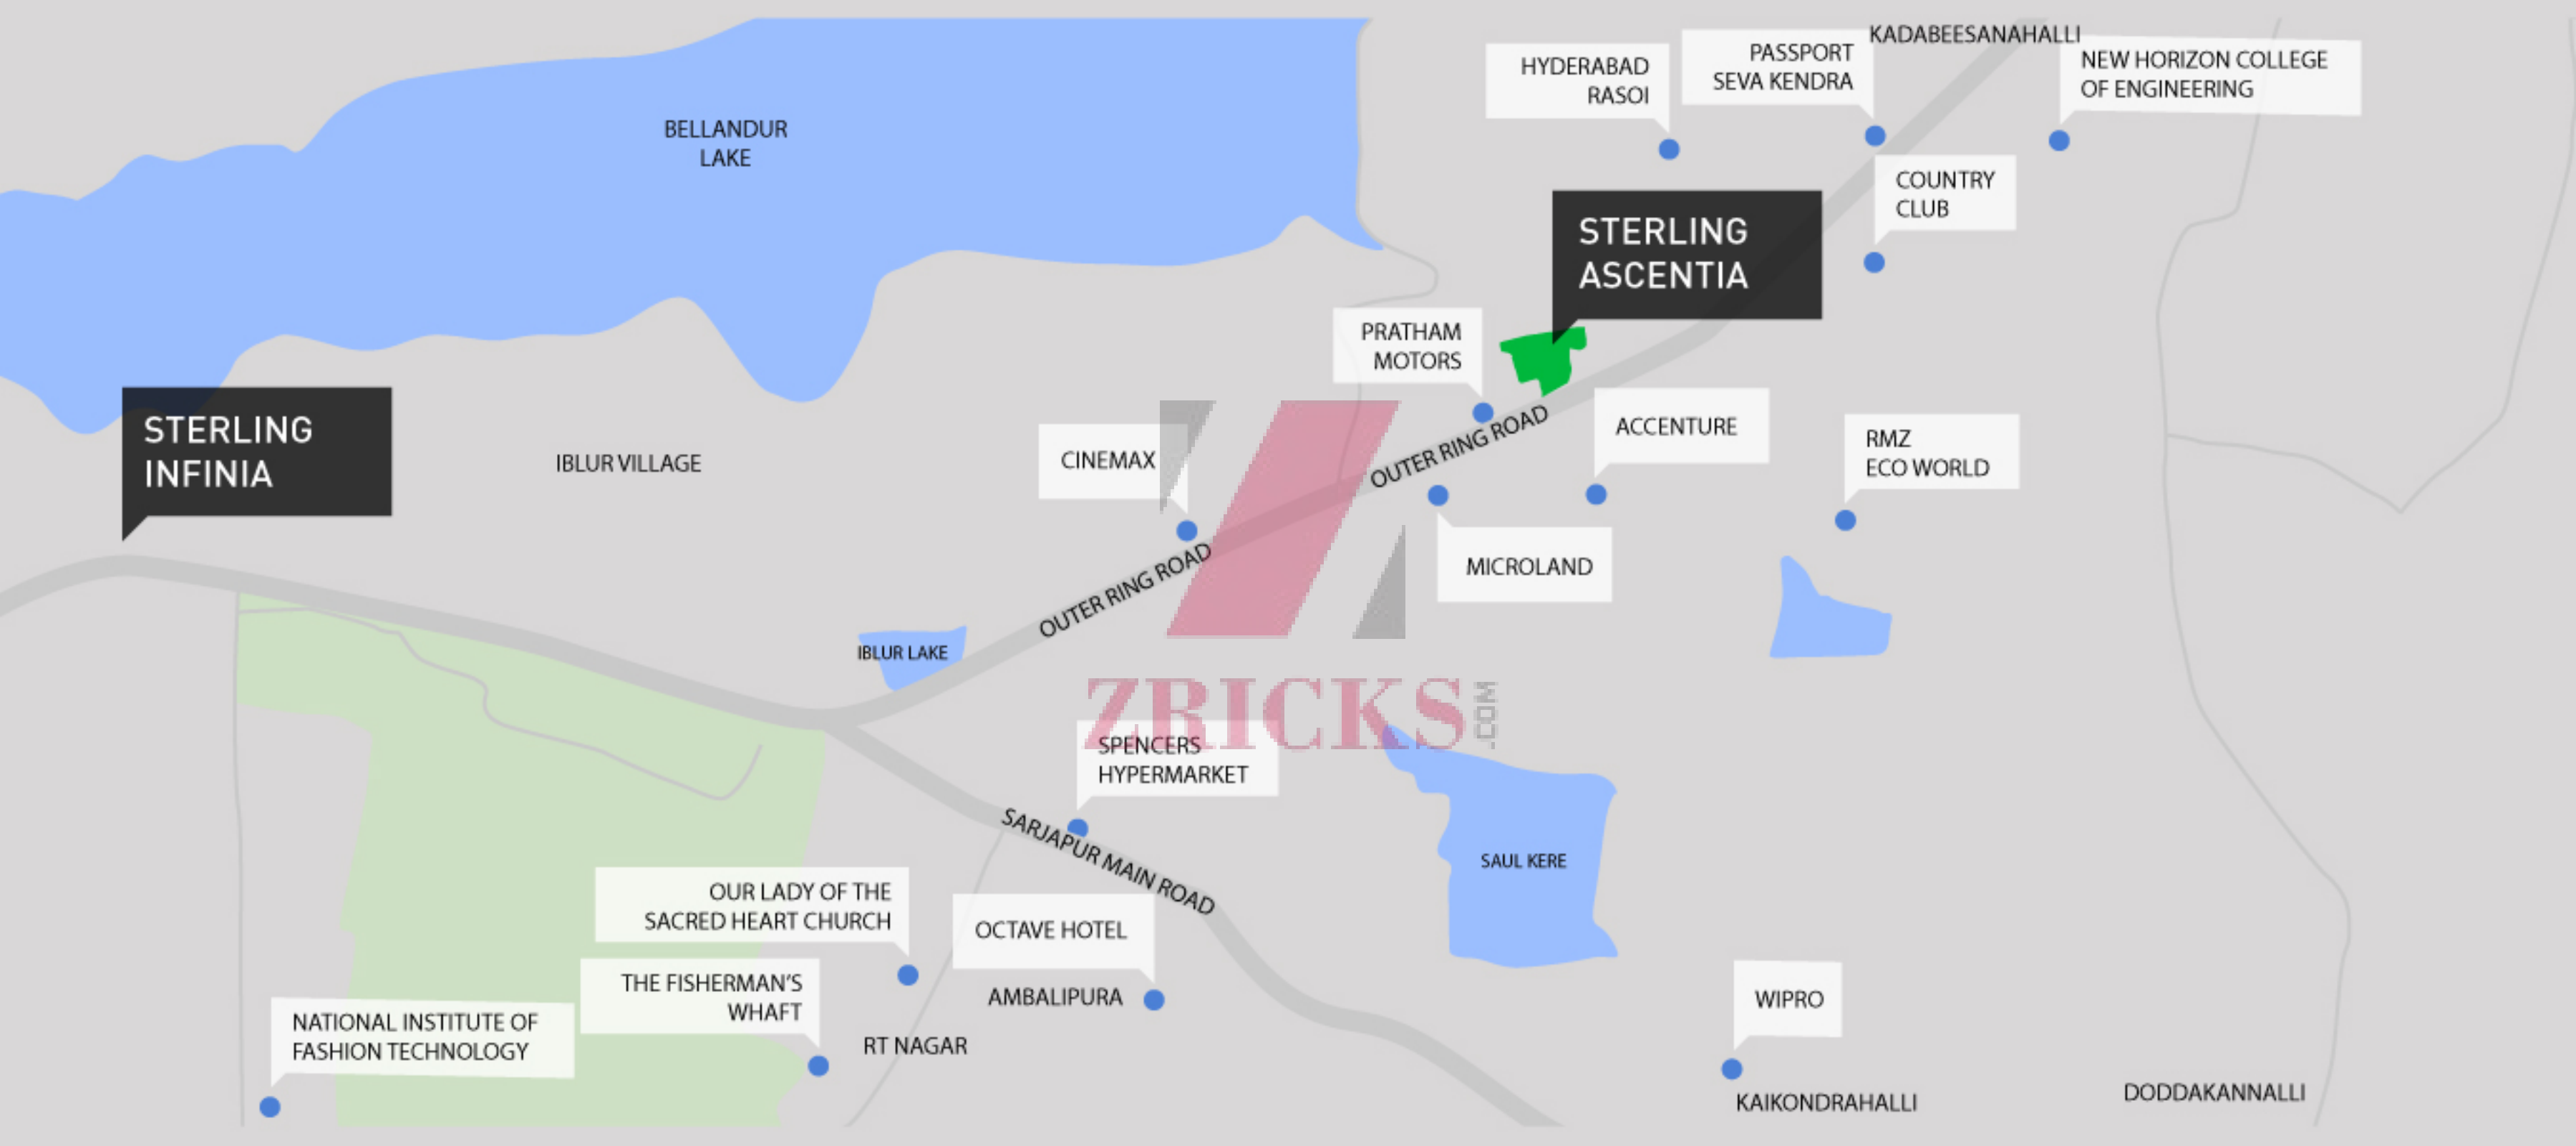 KADABEESANAHALLI
HYDERABAD
RASOI
PASSPORT
SEVA KENDRA
NEW HORIZON COLLEGE
OF ENGINEERING
BELLANDUR
LAKE
COUNTRY
CLUB
STERLING
ASCENTIA
PRATHAM
MOTORS
STERLING
INFINIA
IBLUR VILLAGE
CINEMAX
OUTER RING ROAD
ACCENTURE
RMZ
ECO WORLD
MICROLAND
OUTER RING ROAD
IBLUR LAKE
ZRICKS
.COM
SPENCERS
HYPERMARKET
SARJAPUR MAIN ROAD
SAUL KERE
OUR LADY OF THE
SACRED HEART CHURCH
OCTAVE HOTEL
THE FISHERMAN'S
WHAFT
AMBALIPURA
WIPRO
NATIONAL INSTITUTE OF
FASHION TECHNOLOGY
RT NAGAR
KAIKONDRAHALLI
DODDAKANNALLI